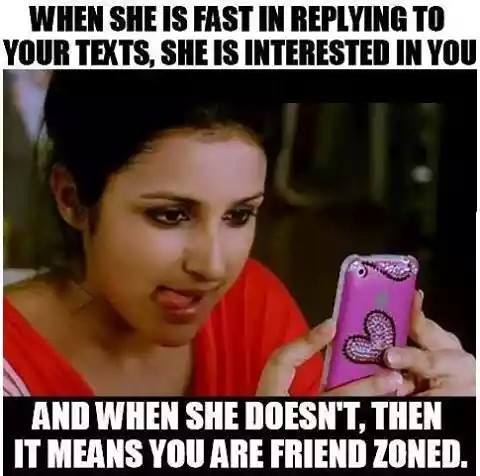 WHEN SHE IS FAST IN REPLYING TO
YOUR TEXTS, SHE IS INTERESTED IN YOU
AND WHEN SHE DOESN'T, THEN
IT MEANS YOU ARE FRIEND ZONED.